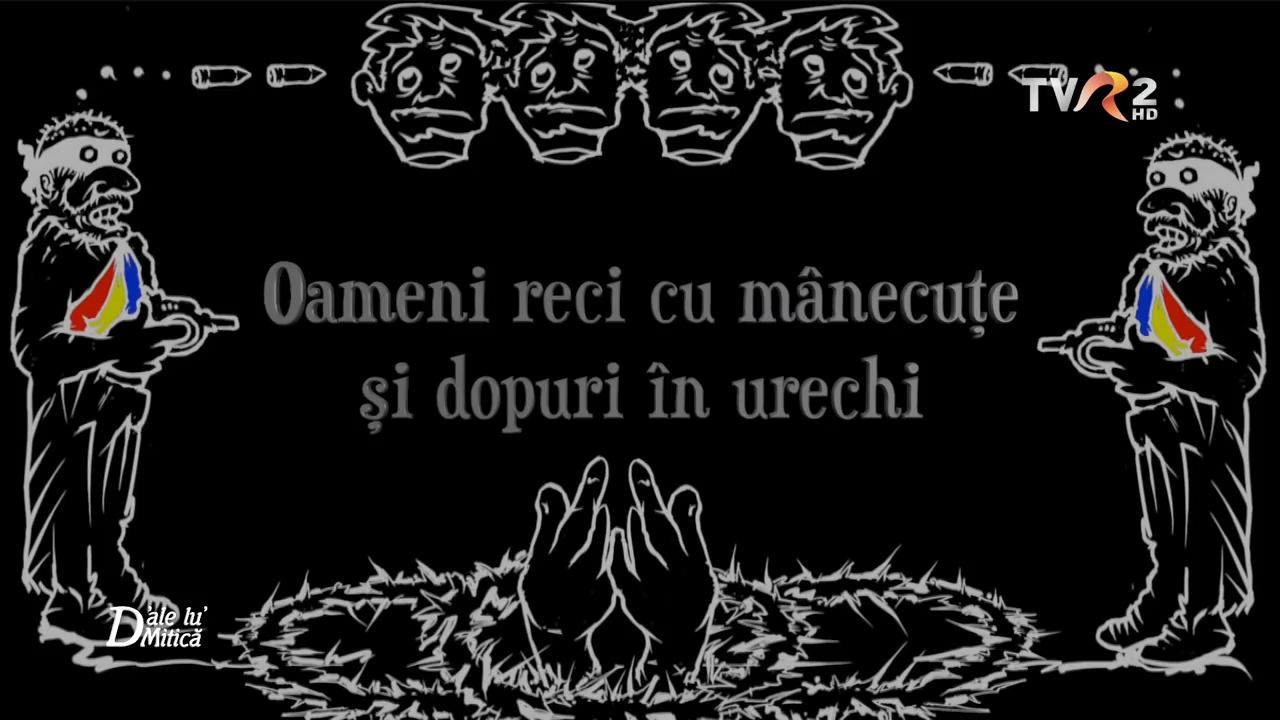 TVR2
HD
Oameni reci cu mânecuțe
și dopuri în urechi
D'ale lu'
Mitică